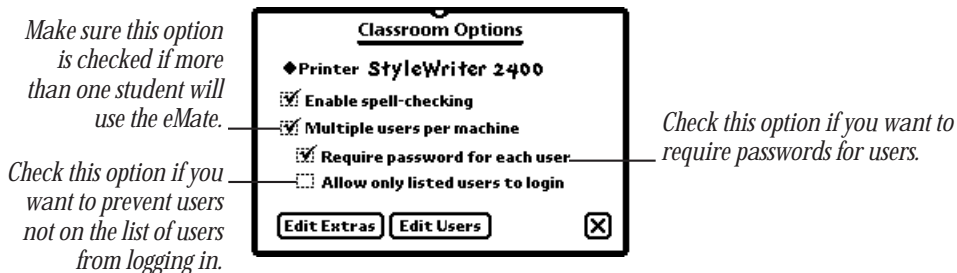 Make sure this option
is checked if more
than one student will
use the eMate.
Check this option if you
want to prevent users
not on the list of users
from logging in.
Classroom Options
◆Printer StyleWriter 2400
Enable spell-checking
Multiple users per machine
Require password for each user
Allow only listed users to login
Edit Extras Edit Users
Check this option if you want to
require passwords for users.